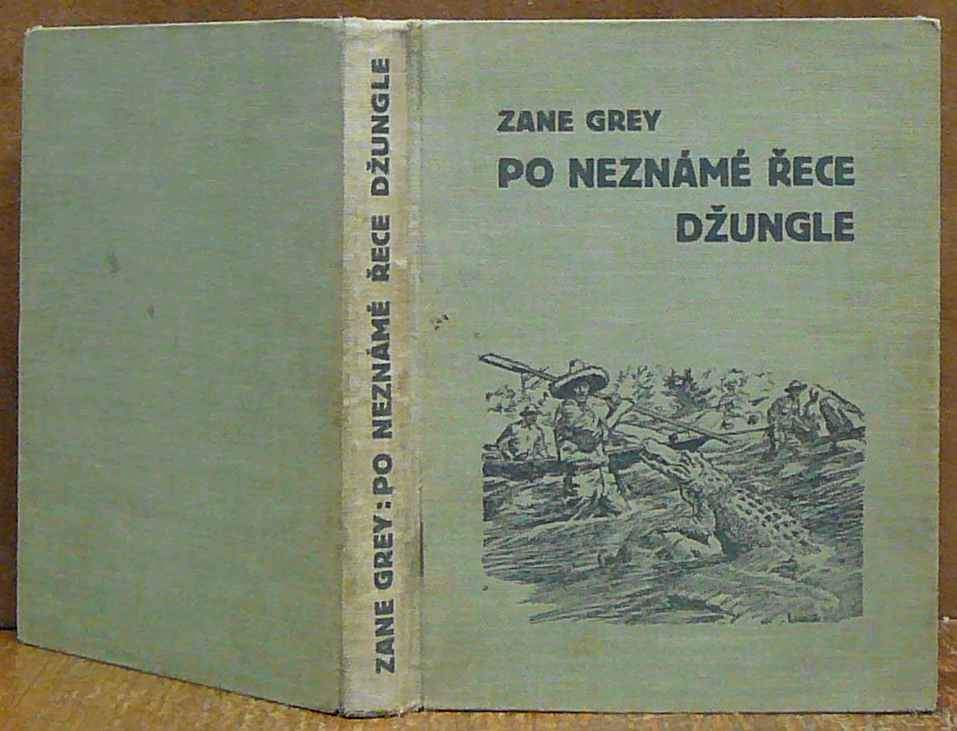 ZANE GREY: PO NEZNÁMÉ ŘECE DŽUNGLE
ZANE GREY
PO NEZNÁMÉ ŘECE
DŽUNGLE